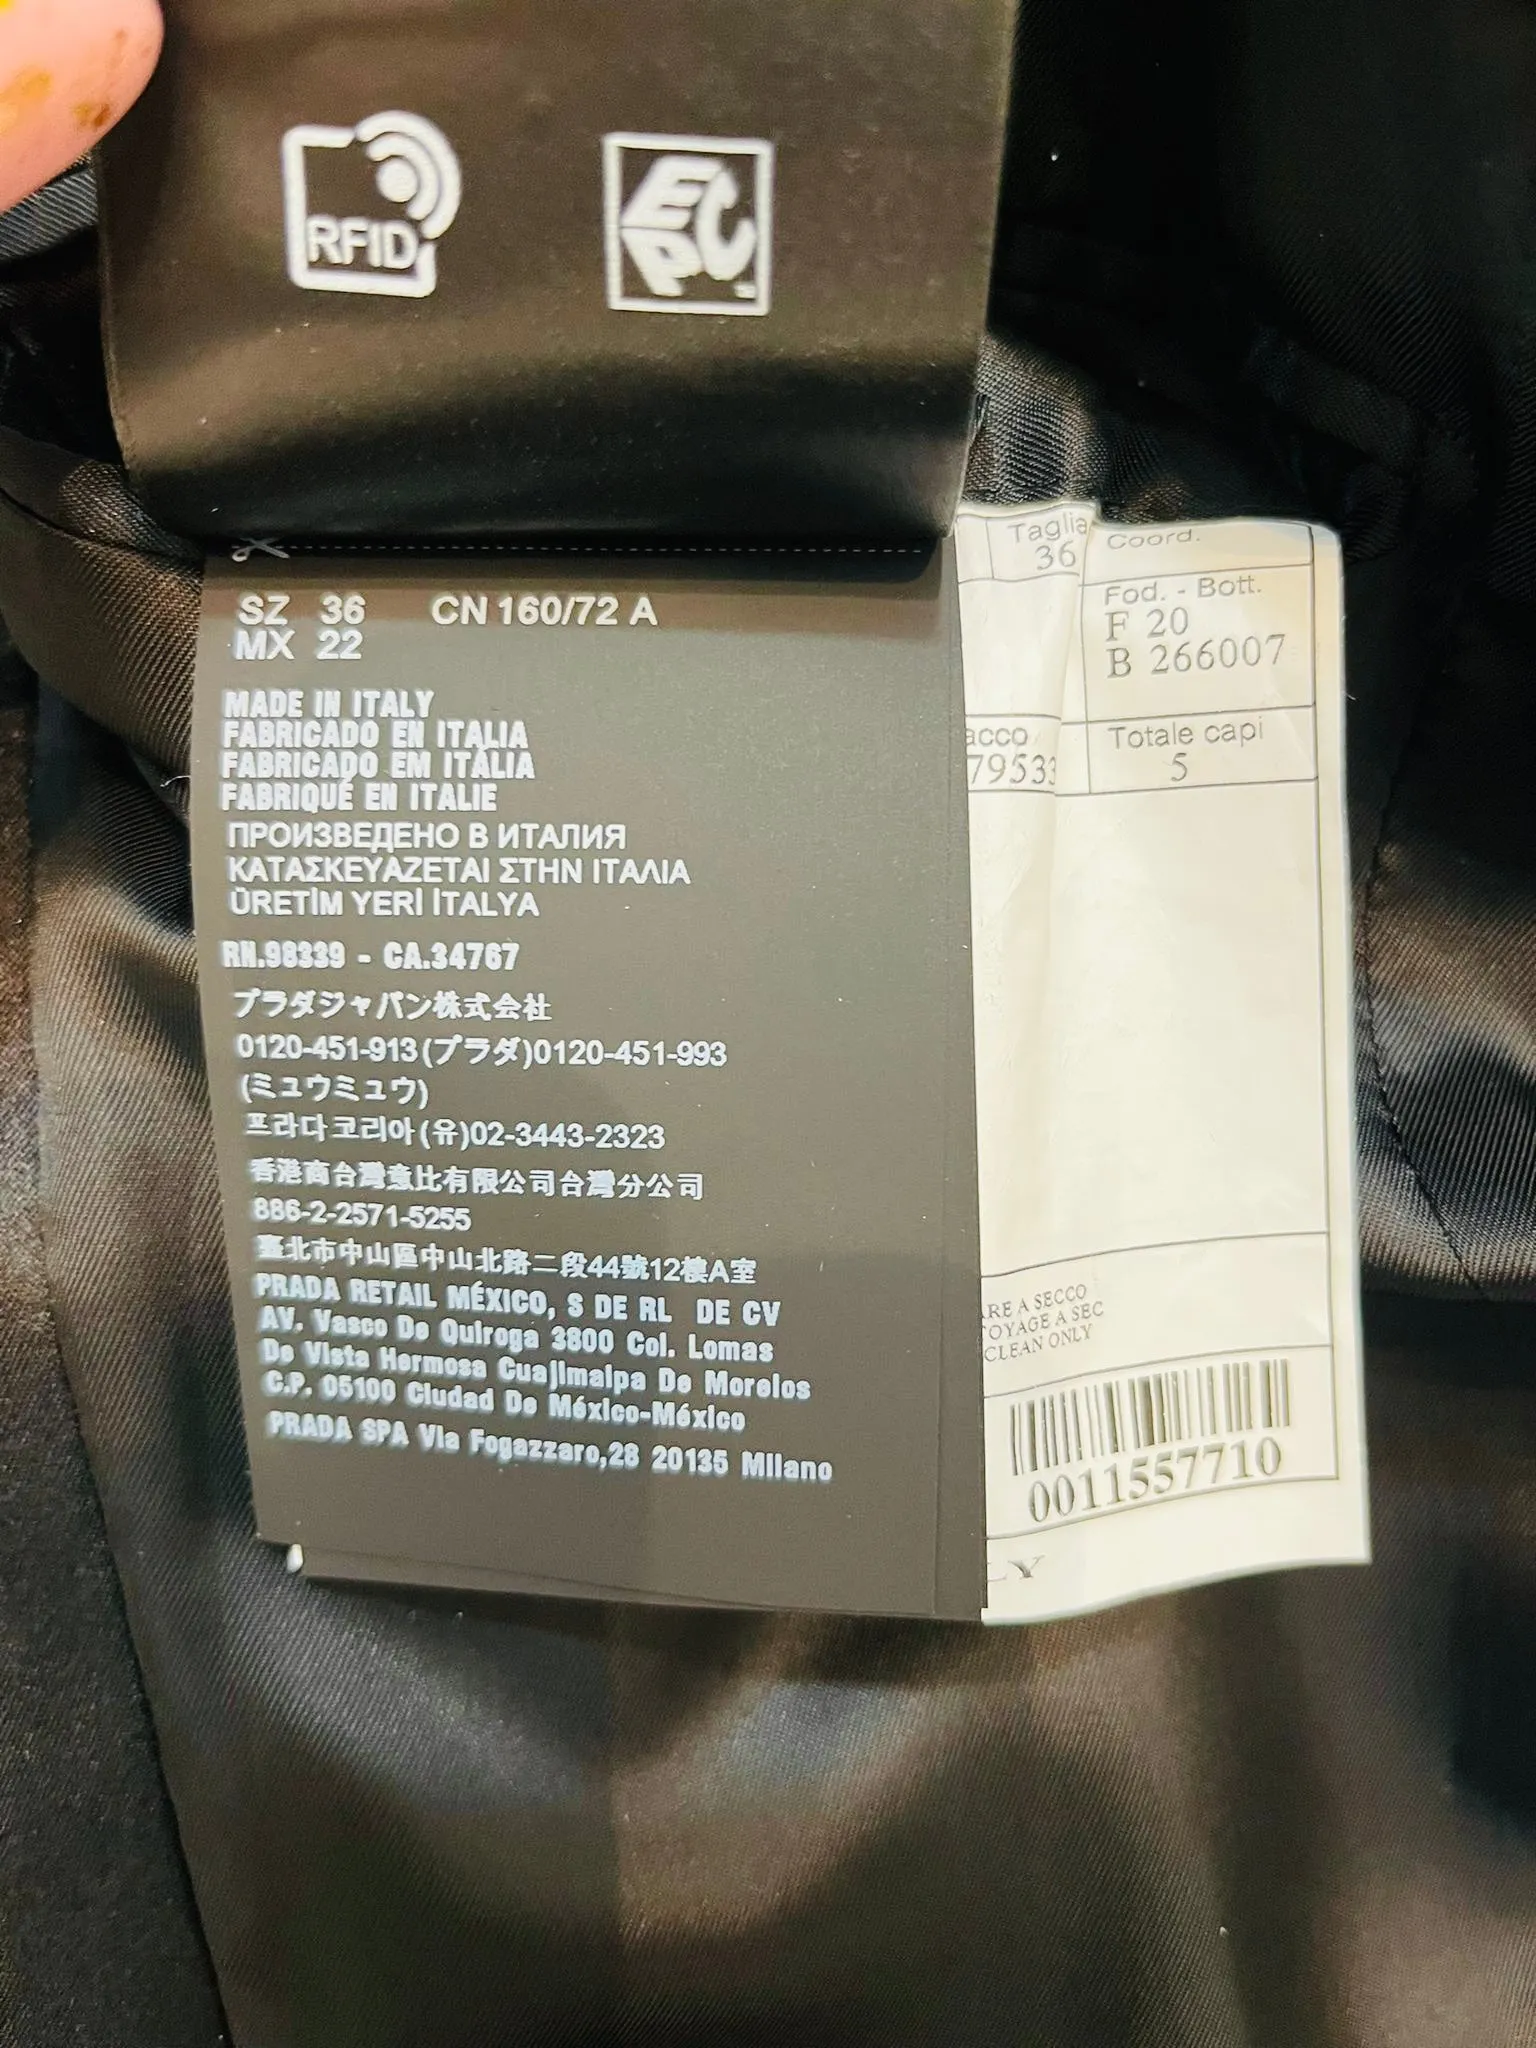 RFID
EPC
SZ 36 CN 160/72 A
MX 22
MADE IN ITALY
FABRICADO EN ITALIA
FABRICADO EM ITÁLIA
FABRIQUÉ EN ITALIE
ПРОИЗВЕДЕНО В ИТАЛИЯ
ΚΑΤΑΣΚΕΥΑΖΕΤΑΙ ΣΤΗΝ ΙΤΑΛΙΑ
ÜRETİM YERİ İTALYA
RN.98339 - CA.34767
プラダジャパン株式会社
0120-451-913(プラダ)0120-451-993
(ミュウミュウ)
프라다코리아(유)02-3443-2323
香港商台灣意比有限公司台灣分公司
886-2-2571-5255
臺北市中山區中山北路二段44號12樓A室
PRADA RETAIL MÉXICO, S DE RL DE CV
AV. Vasco De Quiroga 3800 Col. Lomas
De Vista Hermosa Cuajimalpa De Morelos
C.P. 05100 Ciudad De México-México
PRADA SPA Via Fogazzaro,28 20135 Milano
Taglia
36
Coord.
Fod. - Bott.
F 20
B 266007
acco
79533
Totale capi
5
RE A SECCO
OYAGE A SEC
CLEAN ONLY
0011557710
LY